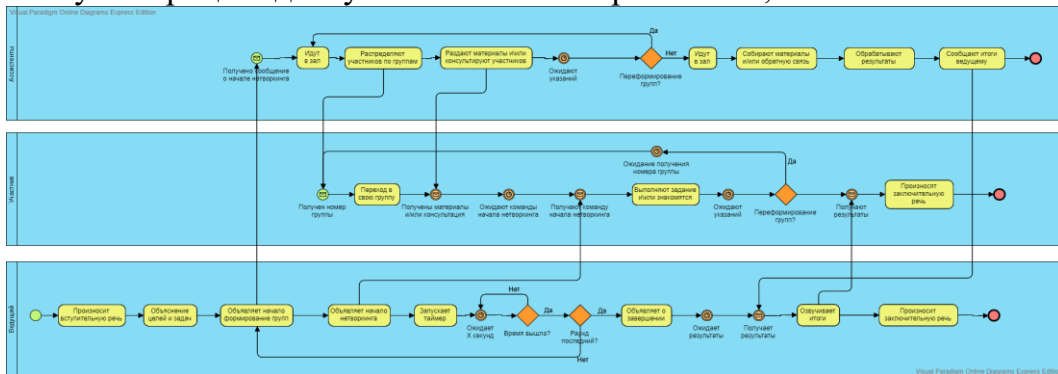 Visual Paradigm Online Diagrams Express Edition
Ассистенты
Получено сообщение
о начале нетворкинга
Идут
в зал
Распределяют
участников по группам
Раздают материалы и/или
консультируют участников
Ожидают
указаний
Да
Переформирование
групп?
Нет
Идут
в зал
Собирают материалы
и/или обратную связь
Обрабатывают
результаты
Сообщают итоги
ведущему
Участник
Ожидание получения
номера группы
Да
Получен номер
группы
Переход в
свою группу
Получены материалы
и/или консультация
Ожидают команды
начала нетворкинга
Получают команду
начала нетворкинга
Выполняют задание
и/или знакомятся
Ожидают
указаний
Переформирование
групп?
Получают
результаты
Произносят
заключительную
речь
Ведущий
Произносит
вступительную речь
Объяснение
целей и задач
Объявляет начало
формирование групп
Объявляет начало
нетворкинга
Запускает
таймер
Ожидает
X секунд
Нет
Время вышло?
Да
Раунд
последний?
Да
Нет
Объявляет о
завершении
Ожидает
результаты
Получает
результаты
Озвучивает
итоги
Произносит
заключительную речь
Visual Paradigm Online Diagrams Express Edition